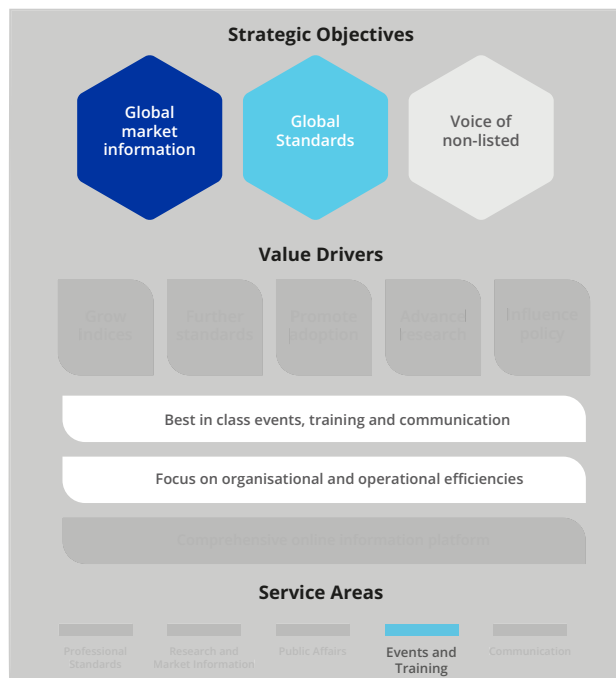 Strategic Objectives
Global
market
information
Global
Standards
Voice of
non-listed
Value Drivers
Grow
indices
Further
standards
Promote
adoption
Advance
research
Influence
policy
Best in class events, training and communication
Focus on organisational and operational efficiencies
Comprehensive online information platform
Service Areas
Professional
Standards
Research and
Market Information
Public Affairs
Events and
Training
Communication